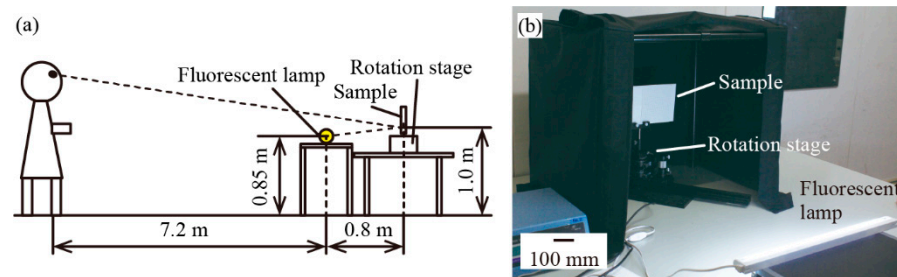 (a)
Fluorescent lamp
Rotation stage
Sample
0.85 m
1.0 m
7.2 m
0.8 m
(b)
Sample
Rotation stage
Fluorescent
lamp
100 mm